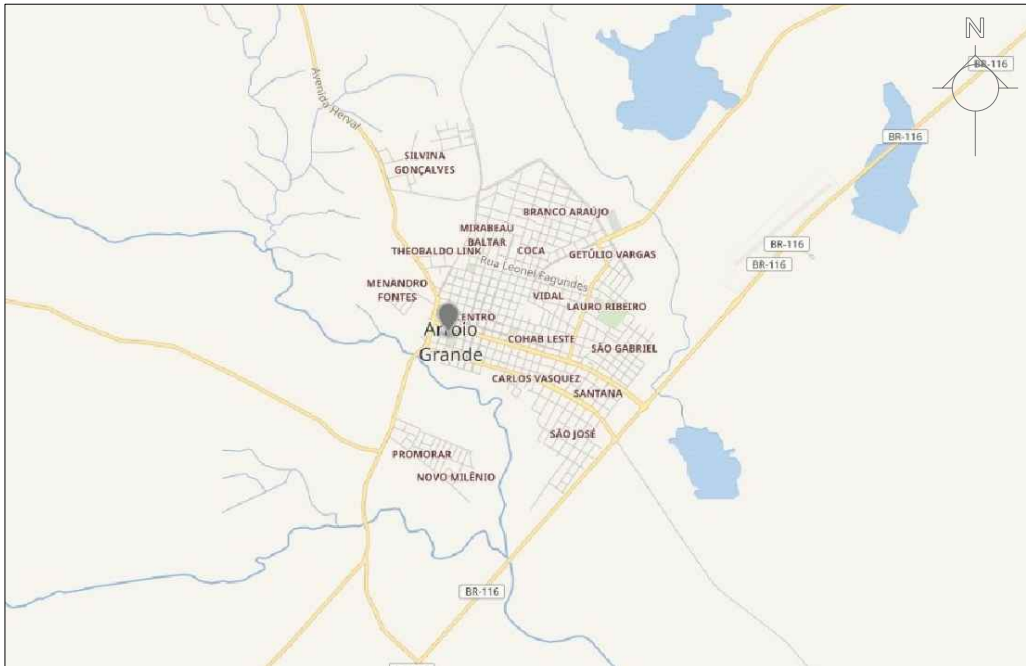 N
BR-116
Avenida Herval
BR-116
SILVINA
GONÇALVES
BRANCO ARAÚJO
MIRABEAU
BALTAR
THEOBALDO LINK
COCA
GETÚLIO VARGAS
BR-116
Rua Leonel Fagundes
BR-116
MENANDRO
FONTES
VIDAL
LAURO RIBEIRO
CENTRO
Arroio
Grande
COHAB LESTE
SÃO GABRIEL
CARLOS VASQUEZ
SANTANA
SÃO JOSÉ
PROMORAR
NOVO MILÊNIO
BR-116